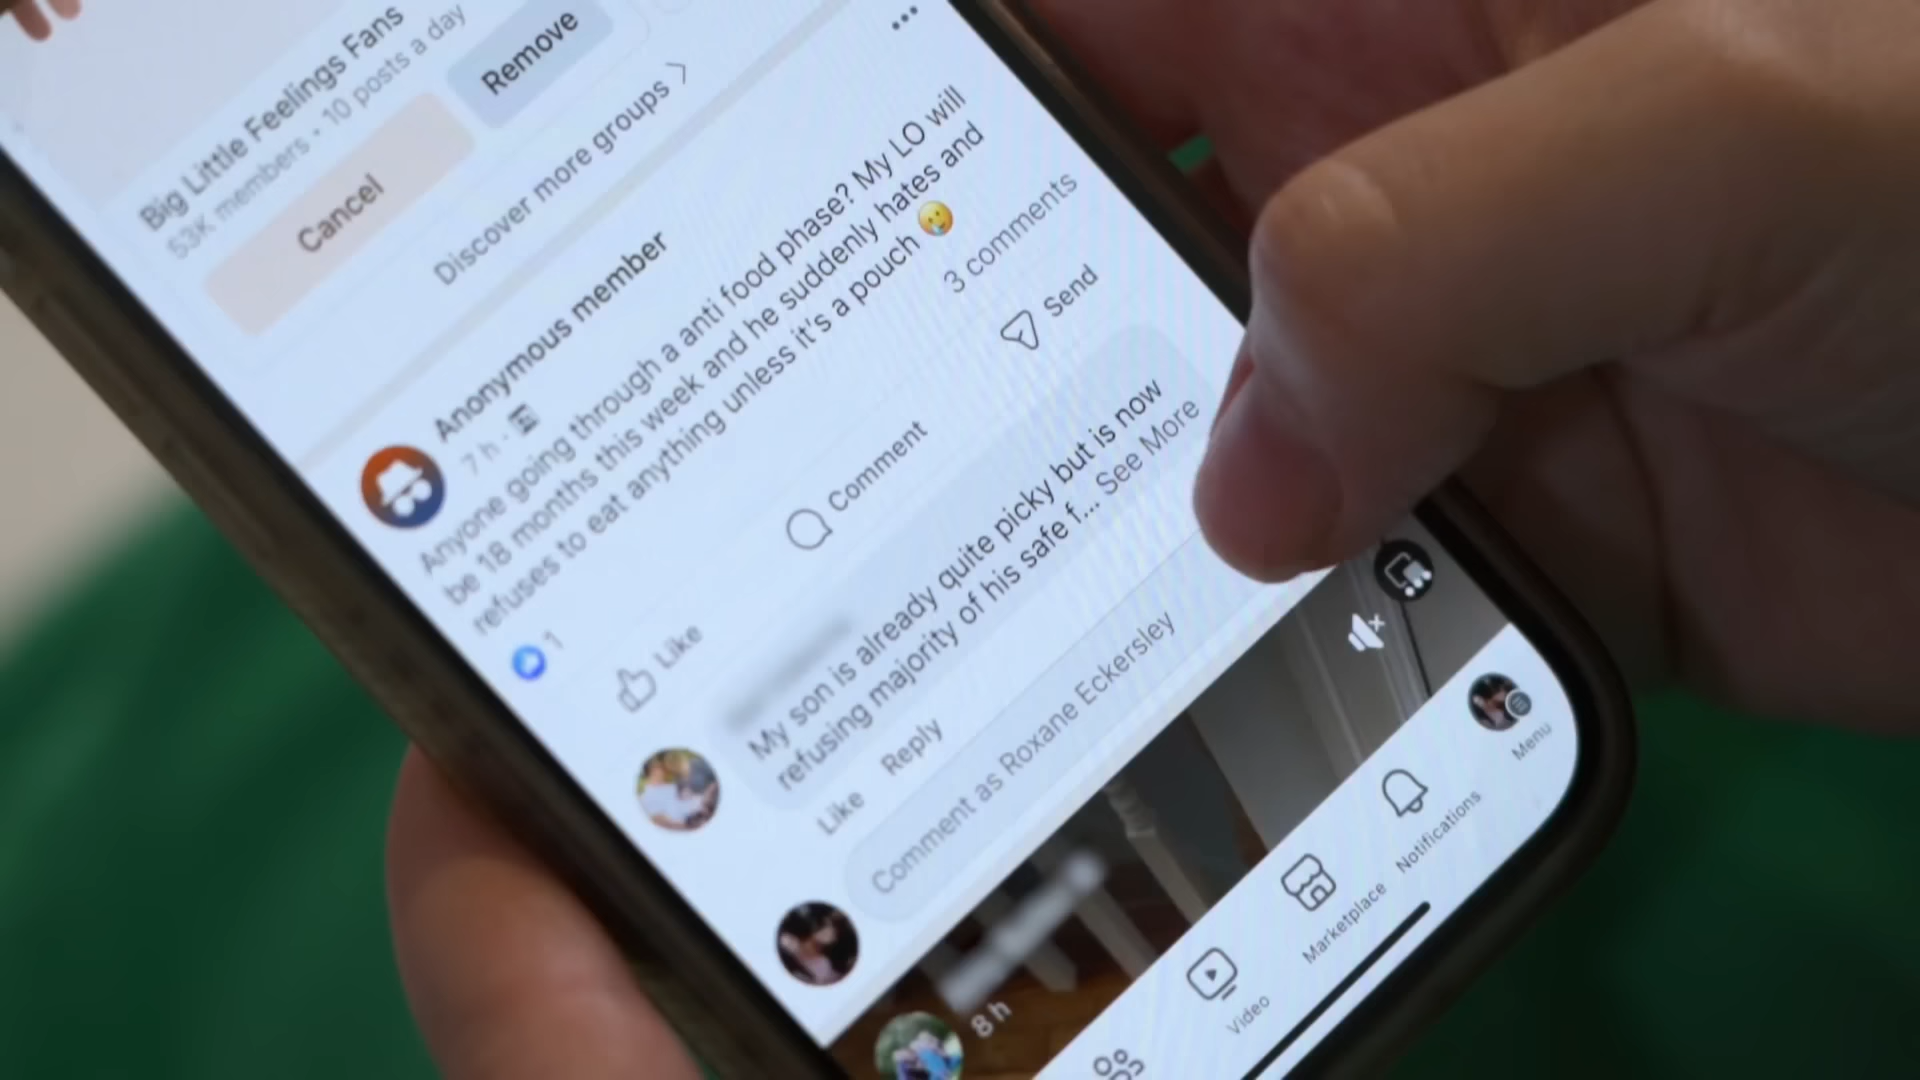 Big Little Feelings Fans
53K members • 10 posts a day
Cancel
Remove
Discover more groups
Anonymous member
7 h ·
Anyone going through a anti food phase? My LO will
be 18 months this week and he suddenly hates and
refuses to eat anything unless it's a pouch 🥲
1
3 comments
Like
Comment
Send
My son is already quite picky but is now
refusing majority of his safe f... See More
Like
Reply
Comment as Roxane Eckersley
8 h
Video
Marketplace
Notifications
Menu